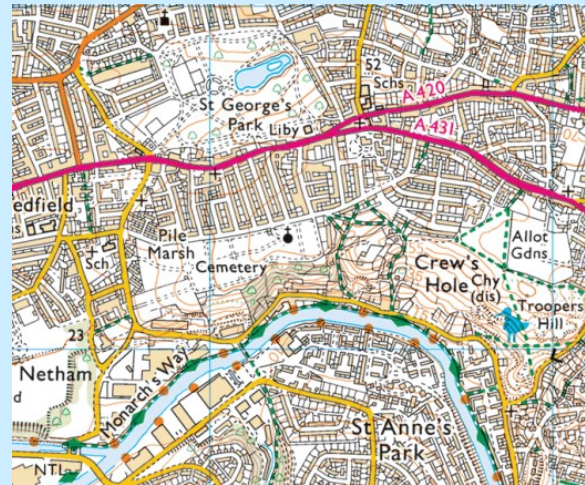 52
Schs
A 420
St George's
Park
Liby
A 431
edfield
s
Pile
Marsh
Sch
Cemetery
Crew's
Hole
Chy
(dis)
Allot
Gdns
Troopers
Hill
23
Netham
d
Monarch's Way
St Anne's
Park
NTL